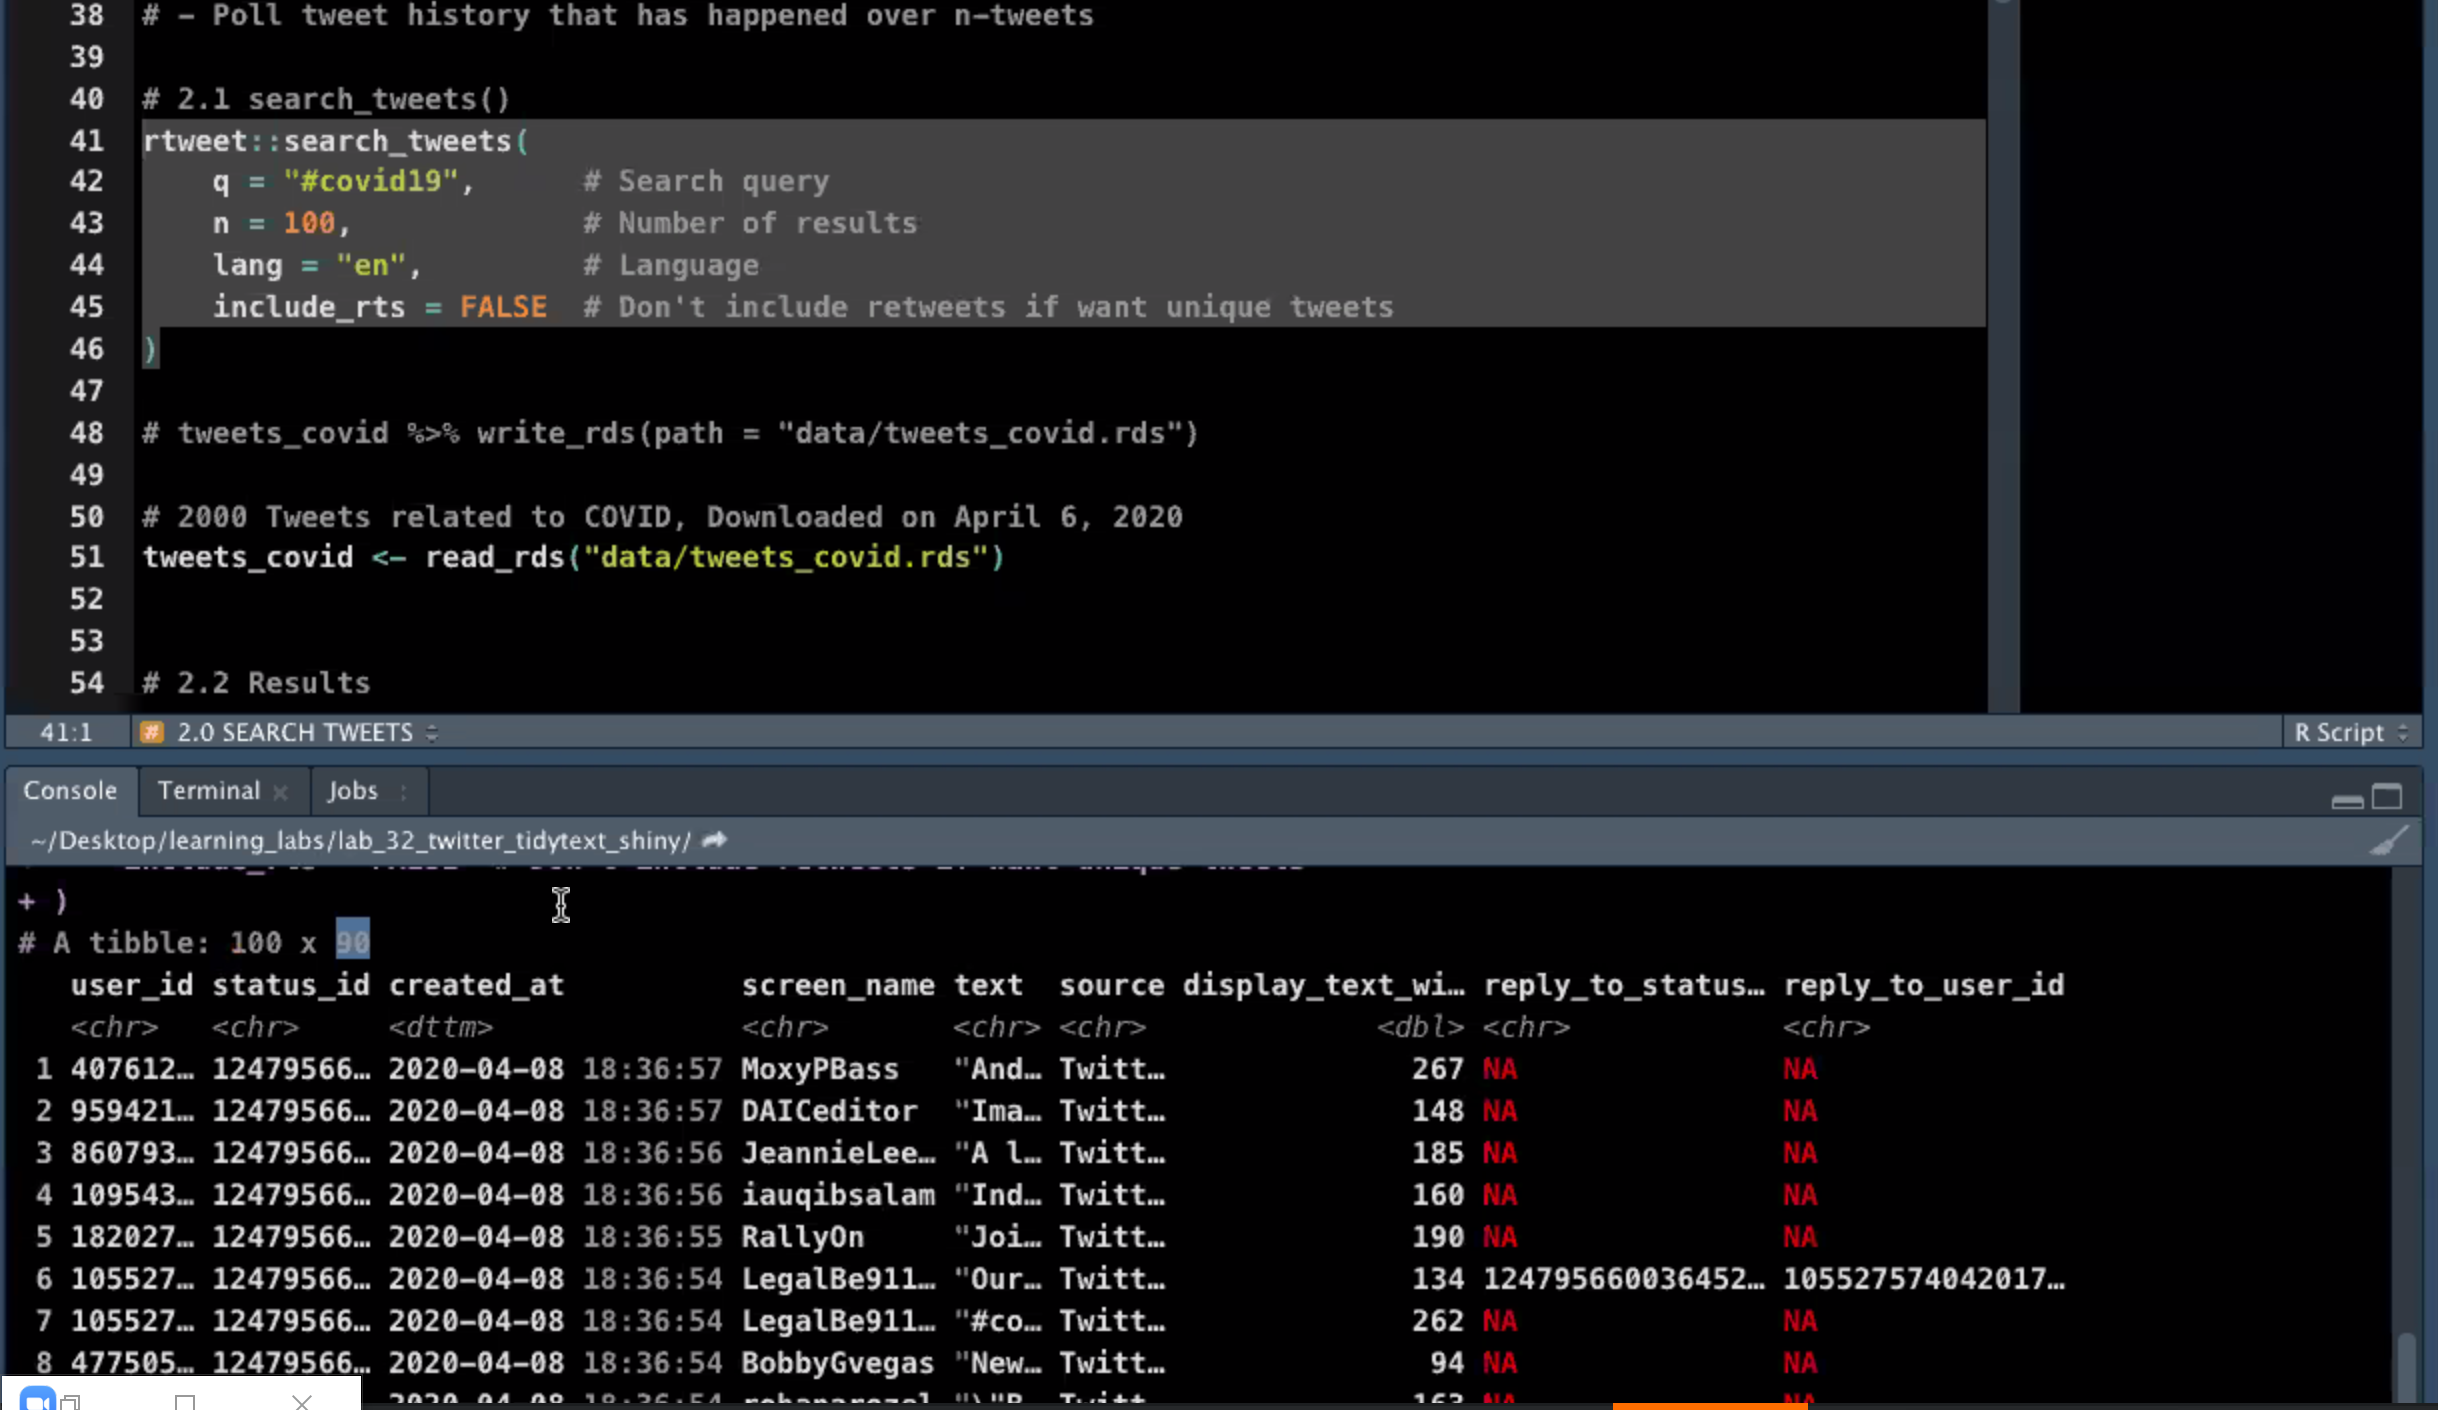 38 # - Poll tweet history that has happened over n-tweets
39
40 # 2.1 search_tweets()
41 rtweet::search_tweets(
42     q = "#covid19",      # Search query
43     n = 100,             # Number of results
44     lang = "en",         # Language
45     include_rts = FALSE  # Don't include retweets if want unique tweets
46 )
47
48 # tweets_covid %>% write_rds(path = "data/tweets_covid.rds")
49
50 # 2000 Tweets related to COVID, Downloaded on April 6, 2020
51 tweets_covid <- read_rds("data/tweets_covid.rds")
52
53
54 # 2.2 Results
41:1 # 2.0 SEARCH TWEETS R Script
Console Terminal Jobs
~/Desktop/learning_labs/lab_32_twitter_tidytext_shiny/
+ )
# A tibble: 100 x 90
user_id status_id created_at screen_name text source display_text_wi… reply_to_status… reply_to_user_id
<chr> <chr> <dttm> <chr> <chr> <chr> <dbl> <chr> <chr>
1 407612… 12479566… 2020-04-08 18:36:57 MoxyPBass "And… Twitt… 267 NA NA
2 959421… 12479566… 2020-04-08 18:36:57 DAICeditor "Ima… Twitt… 148 NA NA
3 860793… 12479566… 2020-04-08 18:36:56 JeannieLee… "A l… Twitt… 185 NA NA
4 109543… 12479566… 2020-04-08 18:36:56 iauqibsalam "Ind… Twitt… 160 NA NA
5 182027… 12479566… 2020-04-08 18:36:55 RallyOn "Joi… Twitt… 190 NA NA
6 105527… 12479566… 2020-04-08 18:36:54 LegalBe911… "Our… Twitt… 134 124795660036452… 105527574042017…
7 105527… 12479566… 2020-04-08 18:36:54 LegalBe911… "#co… Twitt… 262 NA NA
8 477505… 12479566… 2020-04-08 18:36:54 BobbyGvegas "New… Twitt… 94 NA NA